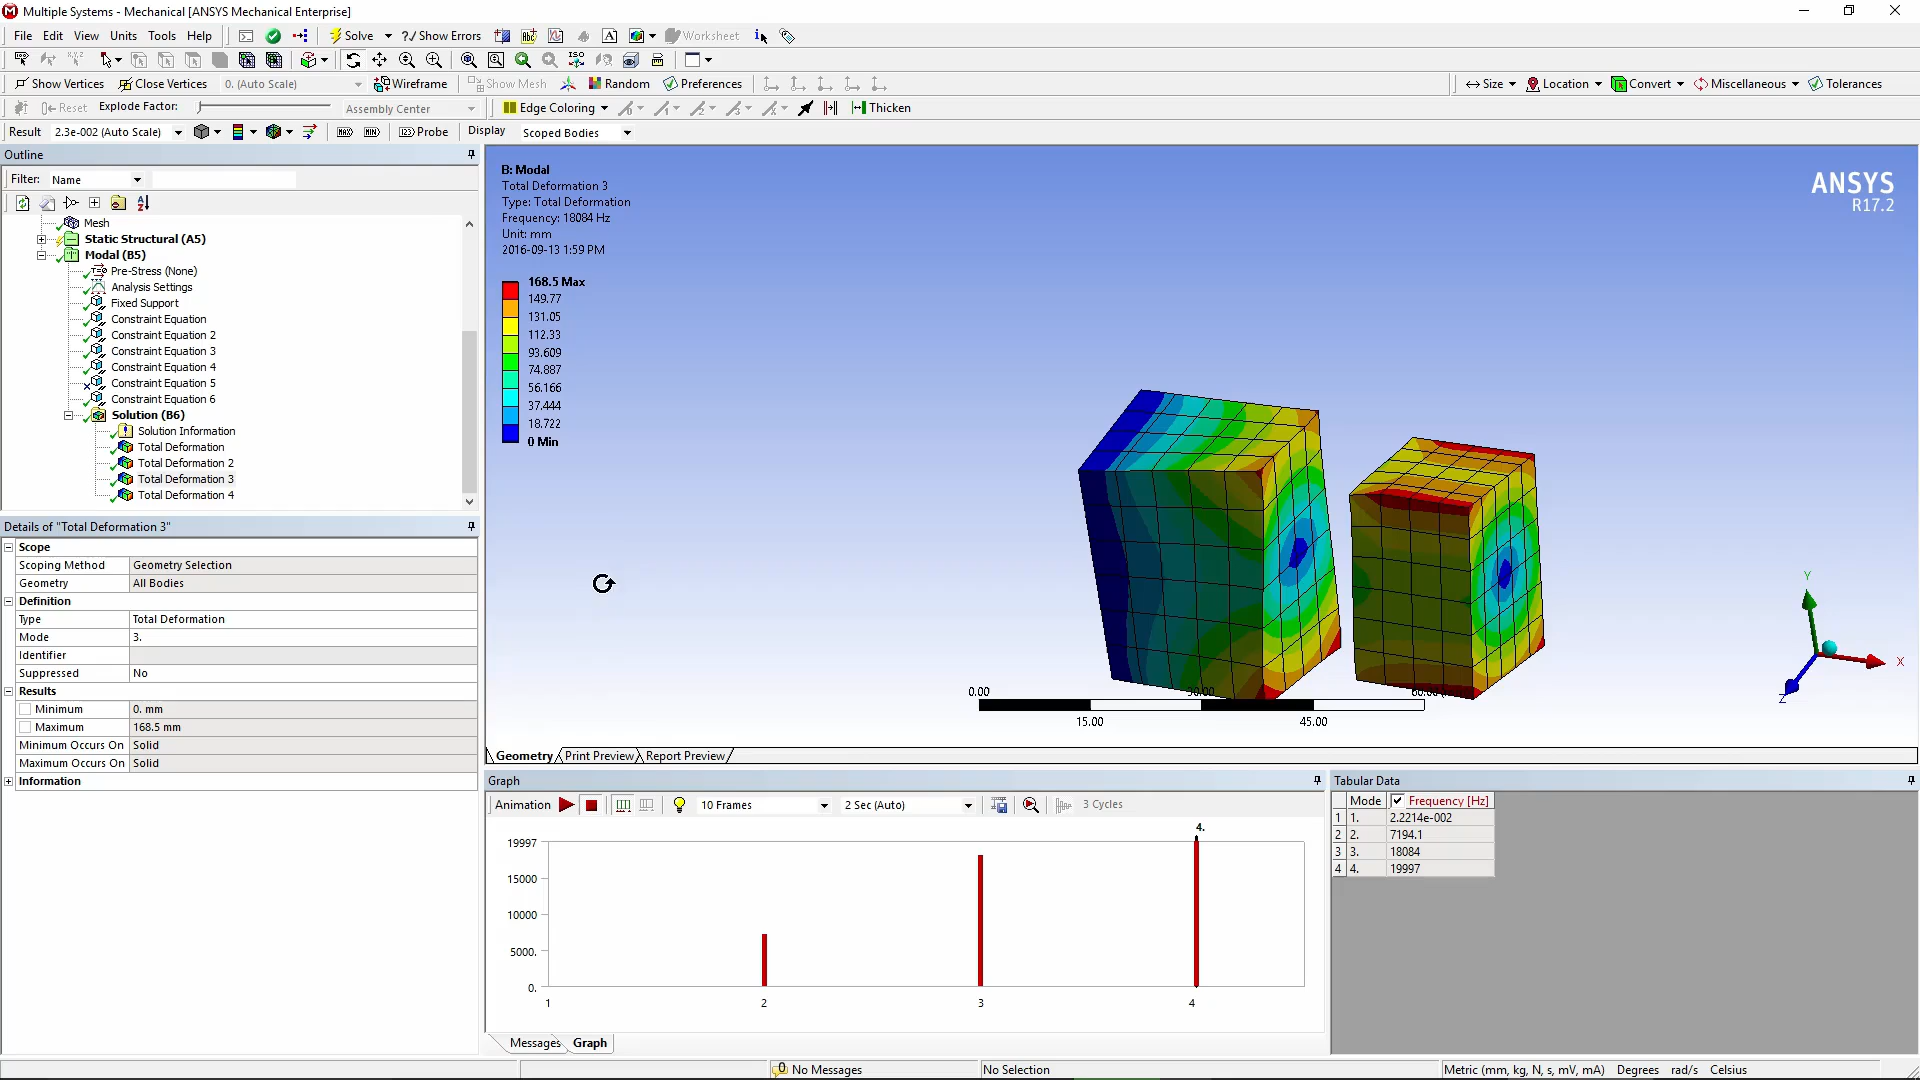 Multiple Systems - Mechanical [ANSYS Mechanical Enterprise]
File Edit View Units Tools Help Solve ?/ Show Errors Worksheet
Show Vertices Close Vertices 0. (Auto Scale) Wireframe Show Mesh Random Preferences Size Location Convert Miscellaneous Tolerances
Reset Explode Factor: Assembly Center Edge Coloring Thicken
Result 2.3e-002 (Auto Scale) MAX MIN Probe Display Scoped Bodies
Outline
Filter: Name
Mesh
Static Structural (A5)
Modal (B5)
Pre-Stress (None)
Analysis Settings
Fixed Support
Constraint Equation
Constraint Equation 2
Constraint Equation 3
Constraint Equation 4
Constraint Equation 5
Constraint Equation 6
Solution (B6)
Solution Information
Total Deformation
Total Deformation 2
Total Deformation 3
Total Deformation 4
Details of "Total Deformation 3"
Scope
Scoping Method Geometry Selection
Geometry All Bodies
Definition
Type Total Deformation
Mode 3.
Identifier
Suppressed No
Results
Minimum 0. mm
Maximum 168.5 mm
Minimum Occurs On Solid
Maximum Occurs On Solid
Information
B: Modal
Total Deformation 3
Type: Total Deformation
Frequency: 18084 Hz
Unit: mm
2016-09-13 1:59 PM
168.5 Max
149.77
131.05
112.33
93.609
74.887
56.166
37.444
18.722
0 Min
ANSYS
R17.2
Y
X
Z
0.00
15.00 45.00
Geometry Print Preview Report Preview
Graph
Animation 10 Frames 2 Sec (Auto) 3 Cycles
4.
19997
15000
10000
5000.
0.
1 2 3 4
Messages Graph
Tabular Data
Mode Frequency [Hz]
1 1. 2.2214e-002
2 2. 7194.1
3 3. 18084
4 4. 19997
0 No Messages No Selection Metric (mm, kg, N, s, mV, mA) Degrees rad/s Celsius